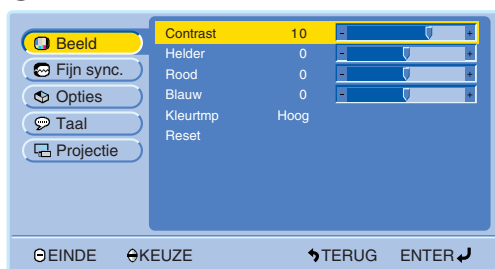 Beeld
Fijn sync.
Opties
Taal
Projectie
Contrast 10 - +
Helder 0 - +
Rood 0 - +
Blauw 0 - +
Kleurtmp Hoog
Reset
EINDE KEUZE TERUG ENTER